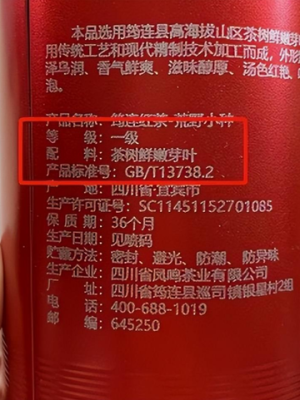 本品选用筠连县高海拔山区茶树鲜嫩芽
用传统工艺和现代精制技术加工而成，外形
泽乌润、香气鲜爽、滋味醇厚、汤色红艳、
泡。
产品名称：筠连红茶·荒野小种
等 级：一级
配 料：茶树鲜嫩芽叶
产品标准号：GB/T13738.2
产 地：四川省·宜宾市
生产许可证号：SC11451152701085
保 质 期：36个月
生产日期：见喷码
贮藏方法：密封、避光、防潮、防异味
生产企业：四川省凤鸣茶业有限公司
厂 址：四川省筠连县巡司镇银星村2组
电 话：400-688-1019
邮 编：645250